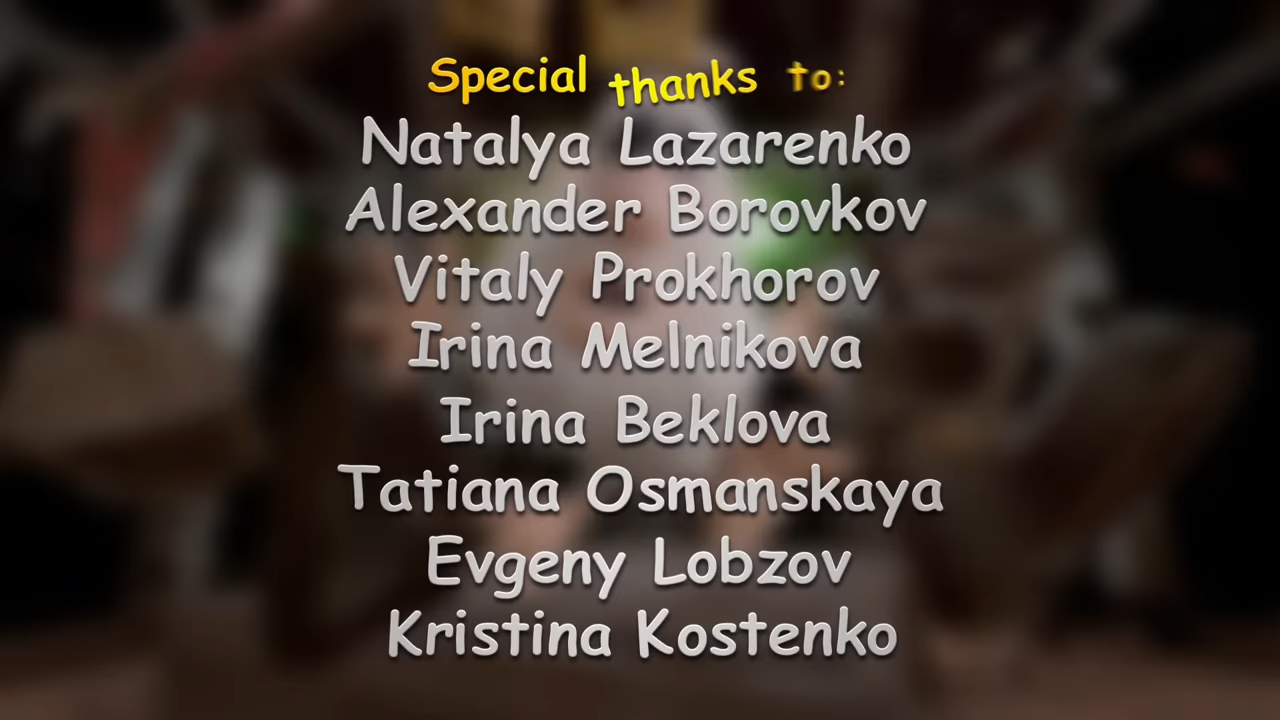 Special thanks to:
Natalya Lazarenko
Alexander Borovkov
Vitaly Prokhorov
Irina Melnikova
Irina Beklova
Tatiana Osmanskaya
Evgeny Lobzov
Kristina Kostenko